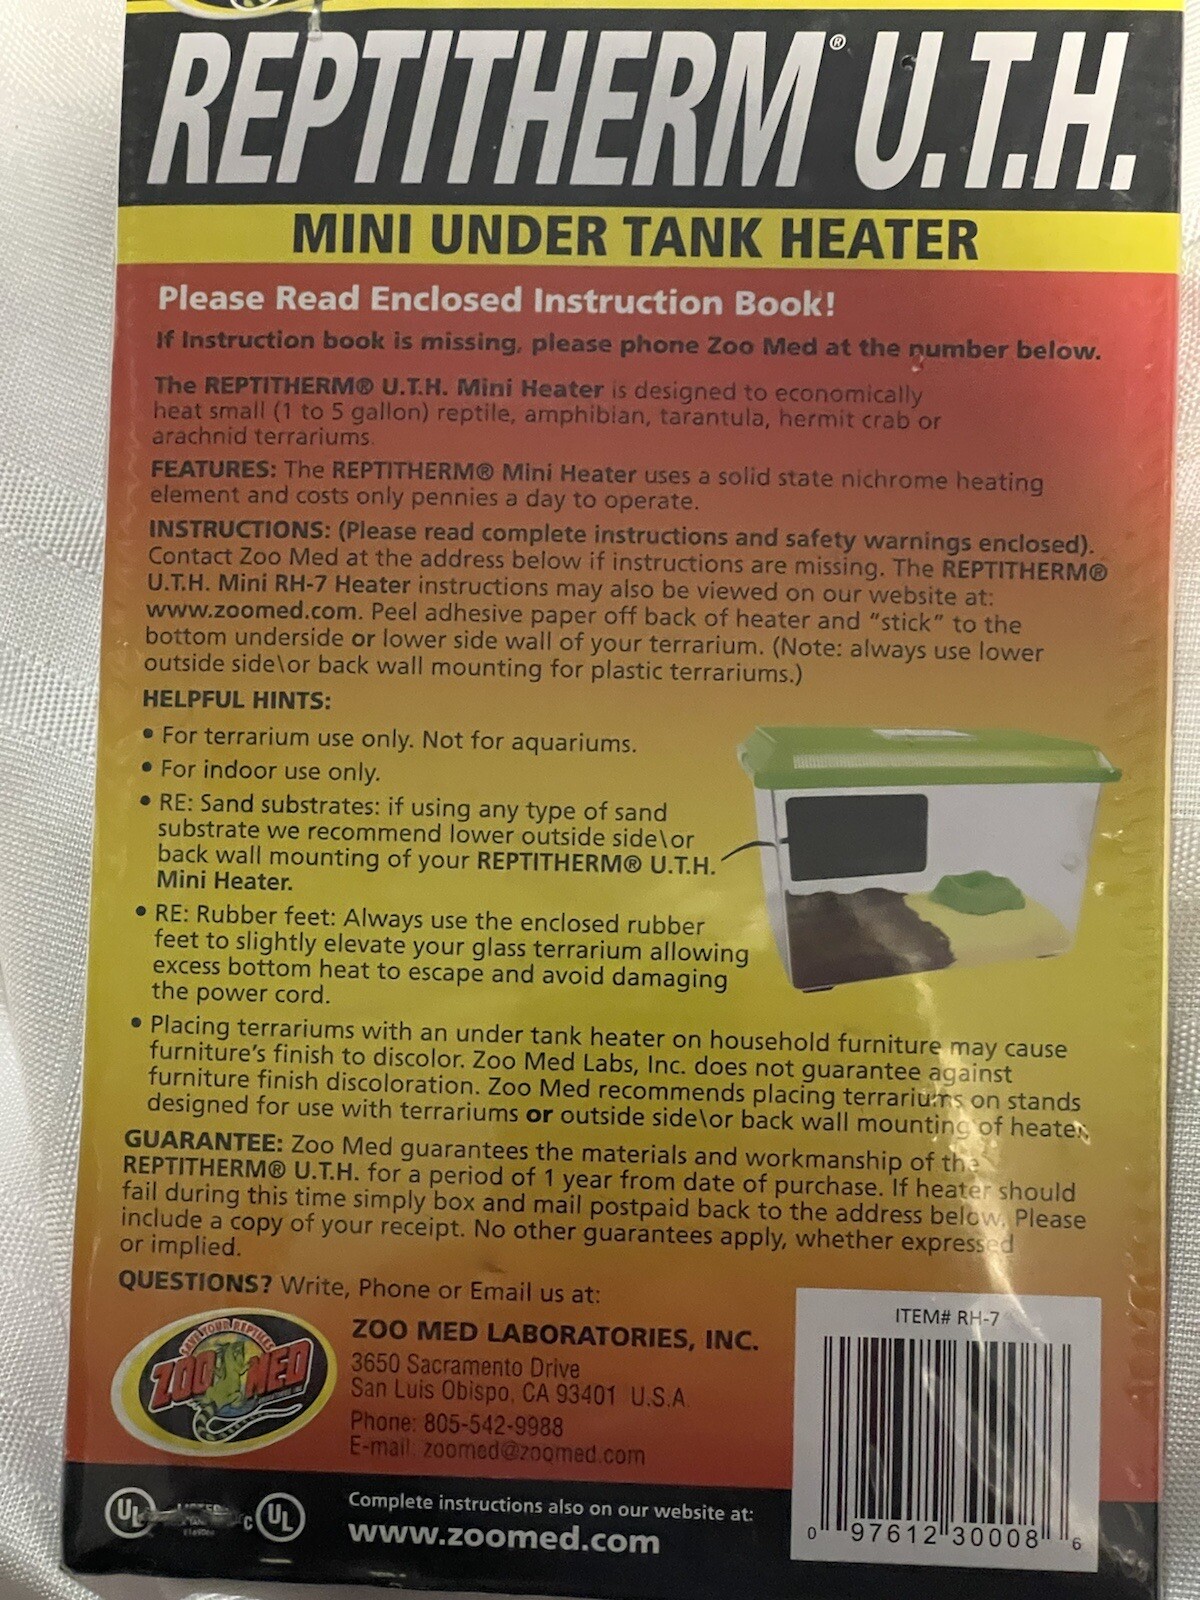 REPTITHERM® U.T.H.
MINI UNDER TANK HEATER
Please Read Enclosed Instruction Book!
If Instruction book is missing, please phone Zoo Med at the number below.
The REPTITHERM® U.T.H. Mini Heater is designed to economically
heat small (1 to 5 gallon) reptile, amphibian, tarantula, hermit crab or
arachnid terrariums.
FEATURES: The REPTITHERM® Mini Heater uses a solid state nichrome heating
element and costs only pennies a day to operate.
INSTRUCTIONS: (Please read complete instructions and safety warnings enclosed).
Contact Zoo Med at the address below if instructions are missing. The REPTITHERM®
U.T.H. Mini RH-7 Heater instructions may also be viewed on our website at:
www.zoomed.com. Peel adhesive paper off back of heater and “stick” to the
bottom underside or lower side wall of your terrarium. (Note: always use lower
outside side\or back wall mounting for plastic terrariums.)
HELPFUL HINTS:
• For terrarium use only. Not for aquariums.
• For indoor use only.
• RE: Sand substrates: if using any type of sand
substrate we recommend lower outside side\or
back wall mounting of your REPTITHERM® U.T.H.
Mini Heater.
• RE: Rubber feet: Always use the enclosed rubber
feet to slightly elevate your glass terrarium allowing
excess bottom heat to escape and avoid damaging
the power cord.
• Placing terrariums with an under tank heater on household furniture may cause
furniture's finish to discolor. Zoo Med Labs, Inc. does not guarantee against
furniture finish discoloration. Zoo Med recommends placing terrariums on stands
designed for use with terrariums or outside side\or back wall mounting of heater.
GUARANTEE: Zoo Med guarantees the materials and workmanship of the
REPTITHERM® U.T.H. for a period of 1 year from date of purchase. If heater should
fail during this time simply box and mail postpaid back to the address below. Please
include a copy of your receipt. No other guarantees apply, whether expressed
or implied.
QUESTIONS? Write, Phone or Email us at:
SAVE YOUR REPTILES
ZOO MED
ZOO MED LABORATORIES, INC.
3650 Sacramento Drive
San Luis Obispo, CA 93401 U.S.A.
Phone: 805-542-9988
E-mail: zoomed@zoomed.com
ITEM# RH-7
0 97612 30008 6
UL LISTED c UL
Complete instructions also on our website at:
www.zoomed.com